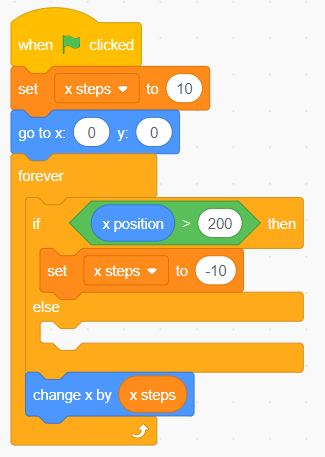 when clicked
set x steps to 10
go to x: 0 y: 0
forever
if x position > 200 then
set x steps to -10
else
change x by x steps